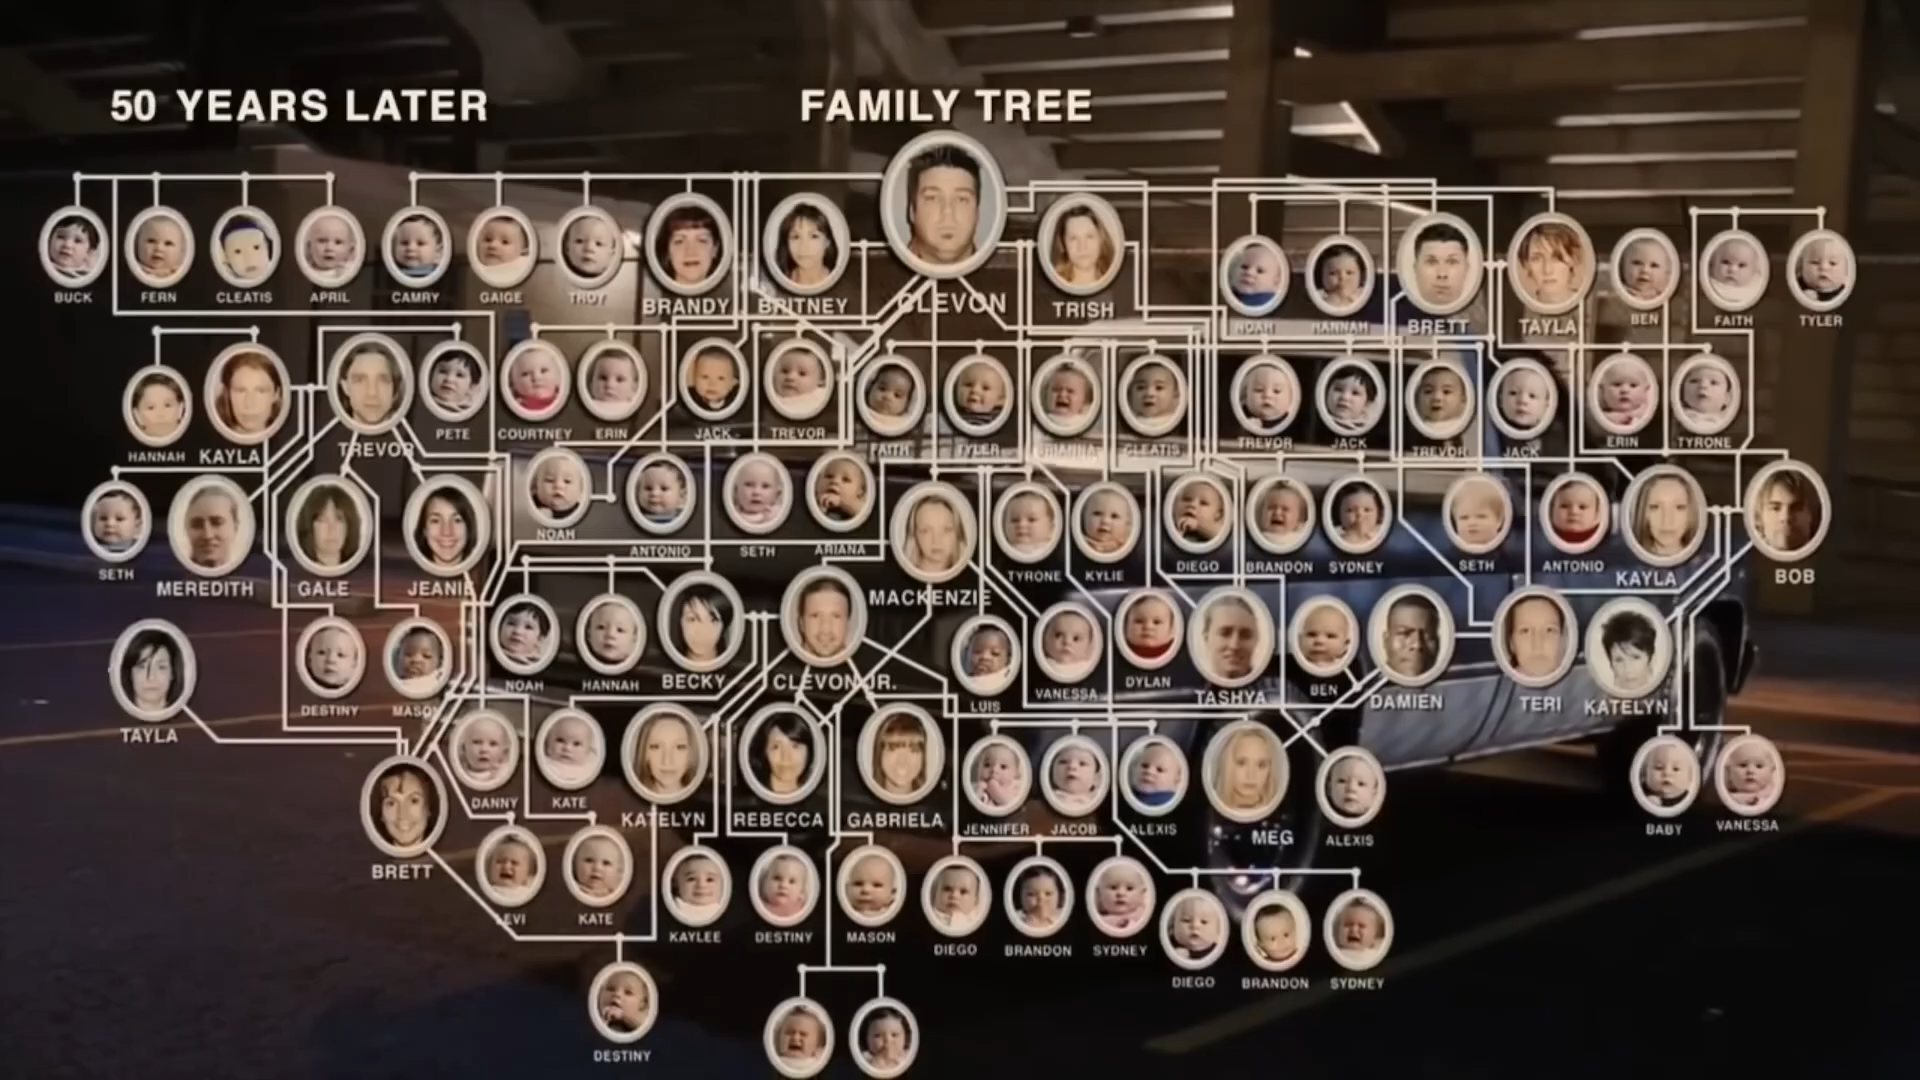 50 YEARS LATER
FAMILY TREE
BUCK FERN CLEATIS APRIL CAMRY GAIGE TROY BRANDY BRITNEY CLEVON TRISH NOAH HANNAH BRETT TAYLA BEN FAITH TYLER
HANNAH KAYLA TREVOR PETE COURTNEY ERIN JACK TREVOR FAITH TYLER BRIANNA CLEATIS TREVOR JACK TREVOR JACK ERIN TYRONE
SETH MEREDITH GALE JEANIE NOAH ANTONIO SETH ARIANA MACKENZIE TYRONE KYLIE DIEGO BRANDON SYDNEY SETH ANTONIO KAYLA BOB
TAYLA DESTINY MASON NOAH HANNAH BECKY CLEVON JR. LUIS VANESSA DYLAN TASHYA BEN DAMIEN TERI KATELYN
BRETT DANNY KATE KATELYN REBECCA GABRIELA JENNIFER JACOB ALEXIS MEG ALEXIS BABY VANESSA
LEVI KATE KAYLEE DESTINY MASON DIEGO BRANDON SYDNEY DIEGO BRANDON SYDNEY
DESTINY